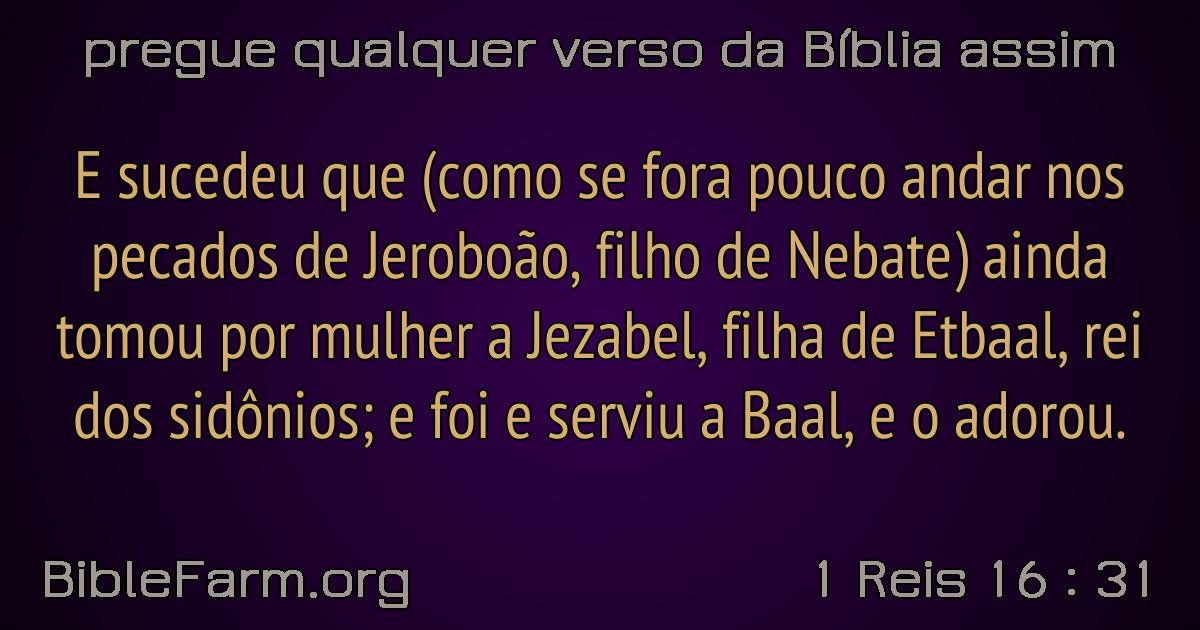 pregue qualquer verso da Bíblia assim
E sucedeu que (como se fora pouco andar nos
pecados de Jeroboão, filho de Nebate) ainda
tomou por mulher a Jezabel, filha de Etbaal, rei
dos sidônios; e foi e serviu a Baal, e o adorou.
BibleFarm.org
1 Reis 16 : 31